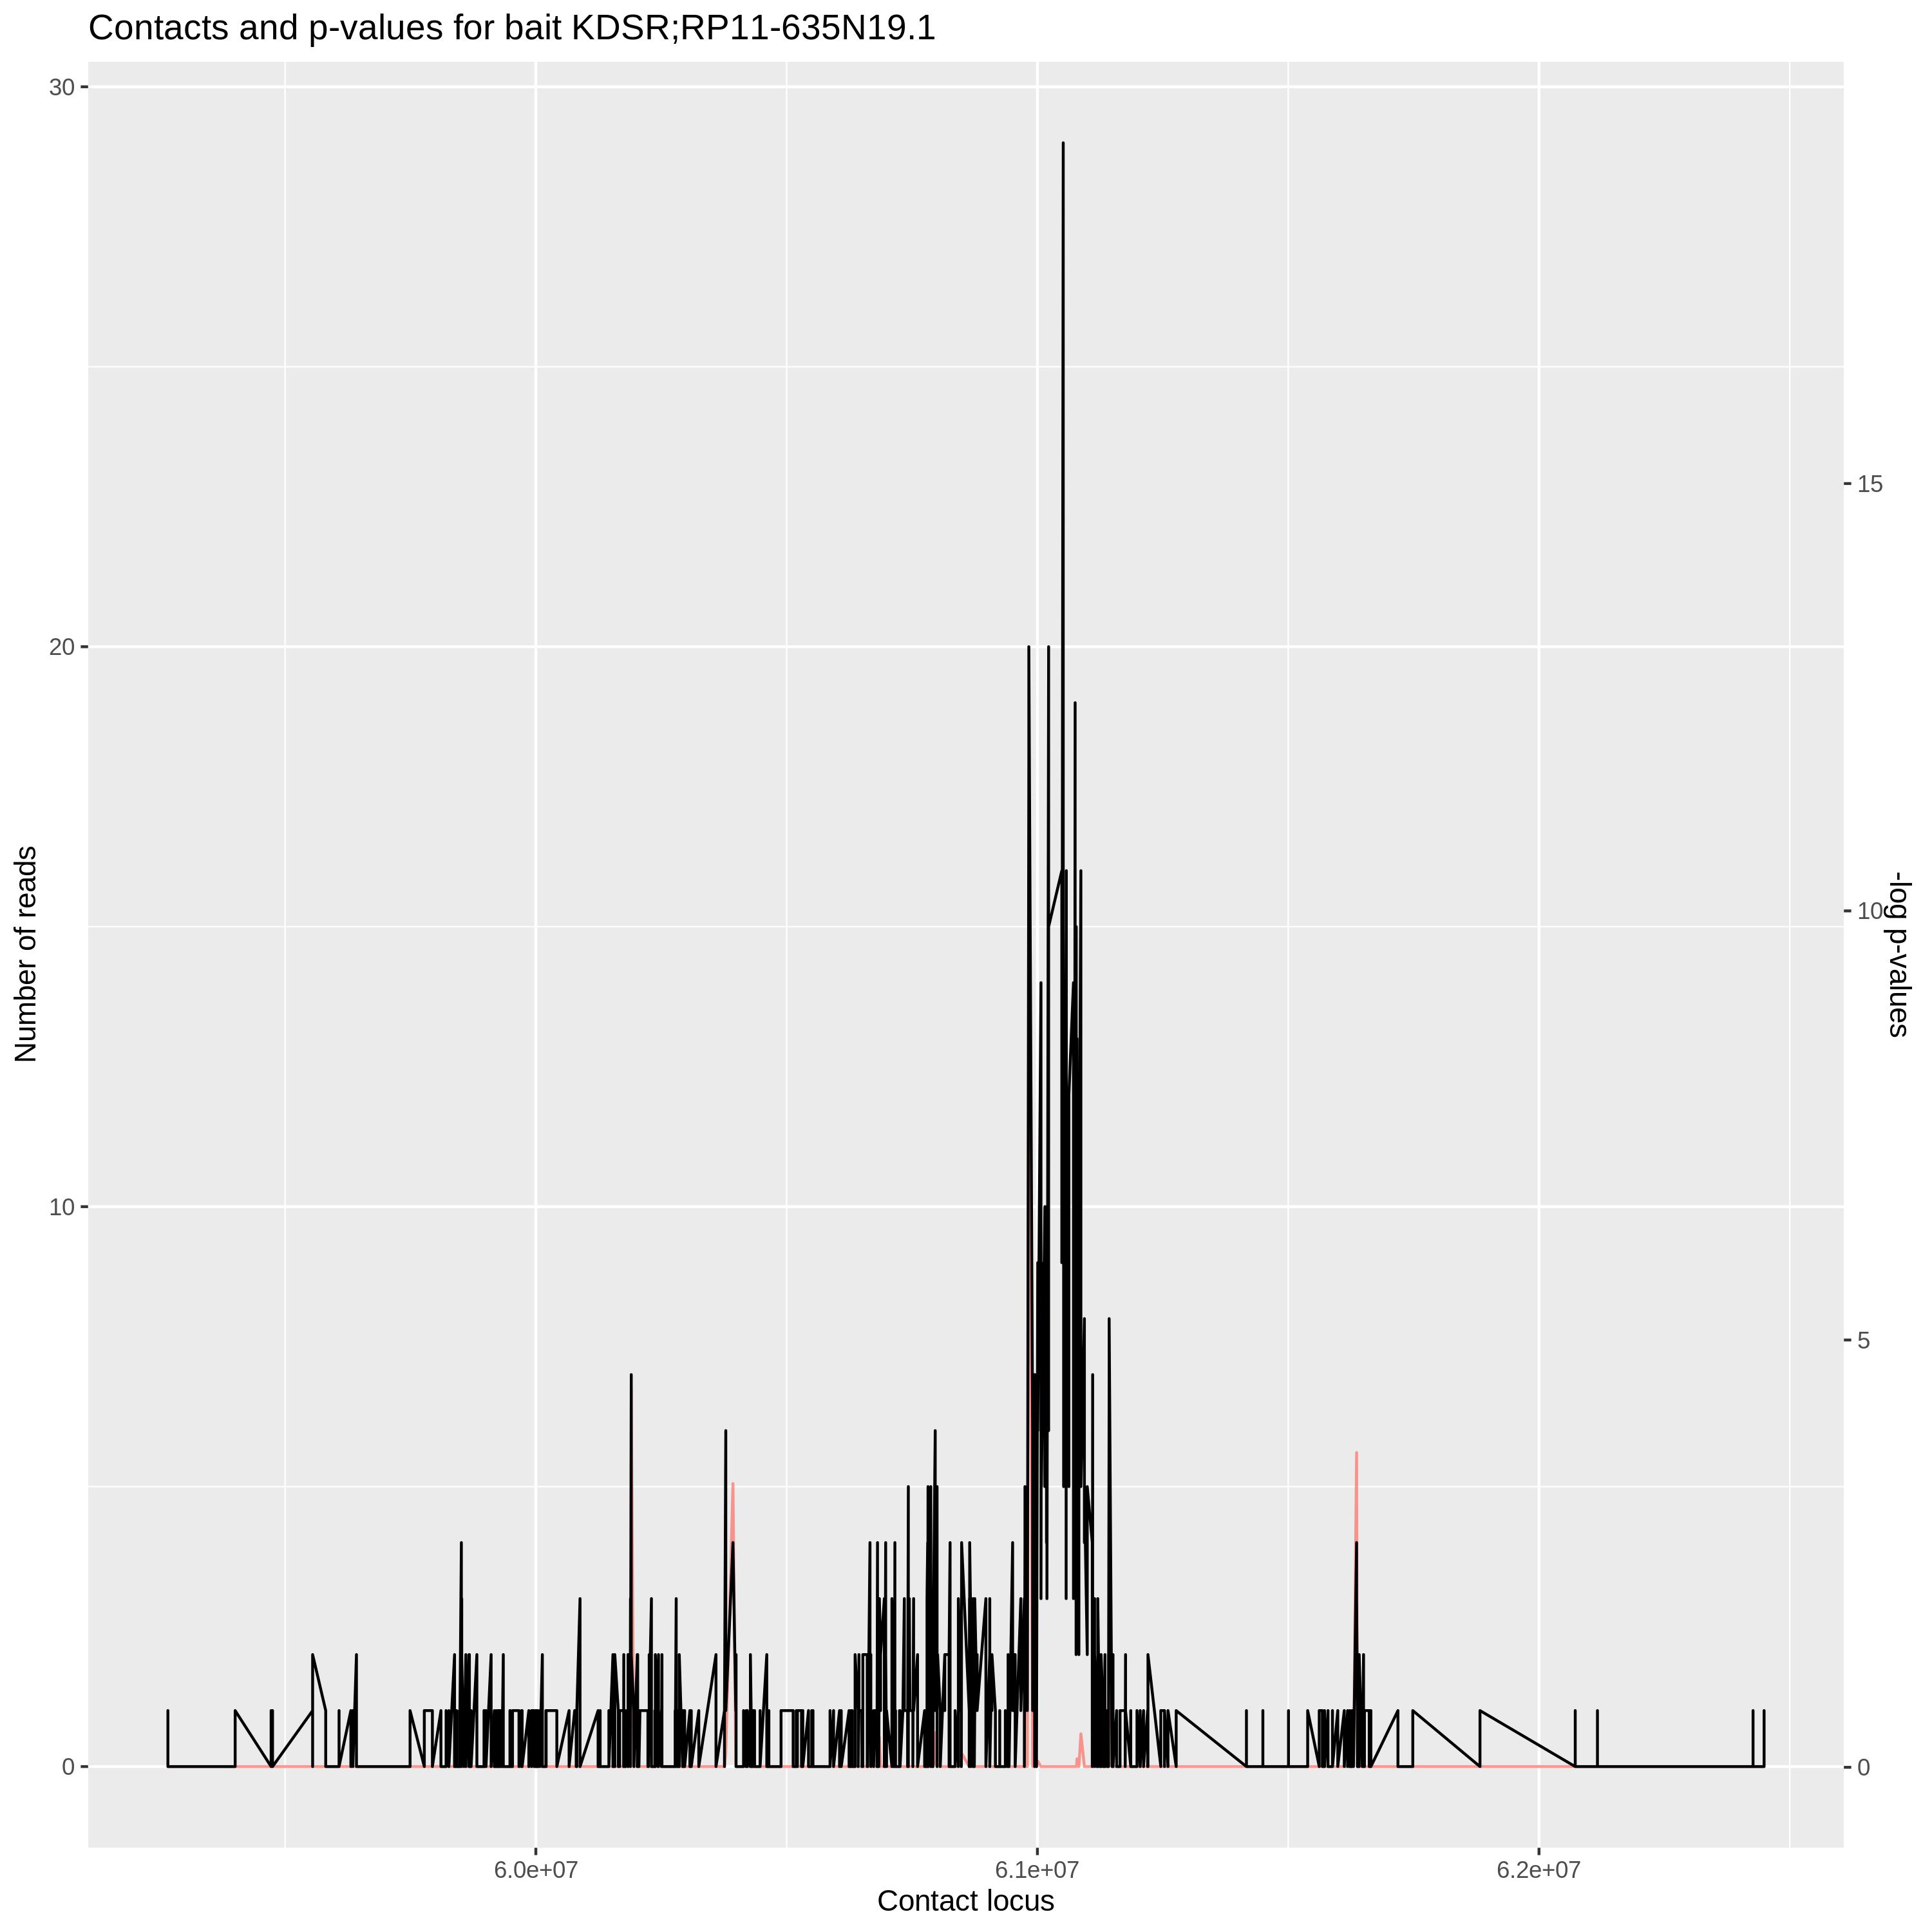 Contacts and p-values for bait KDSR;RP11-635N19.1
30
20
10
0
Number of reads
15
10
5
0
-log p-values
6.0e+07
6.1e+07
6.2e+07
Contact locus